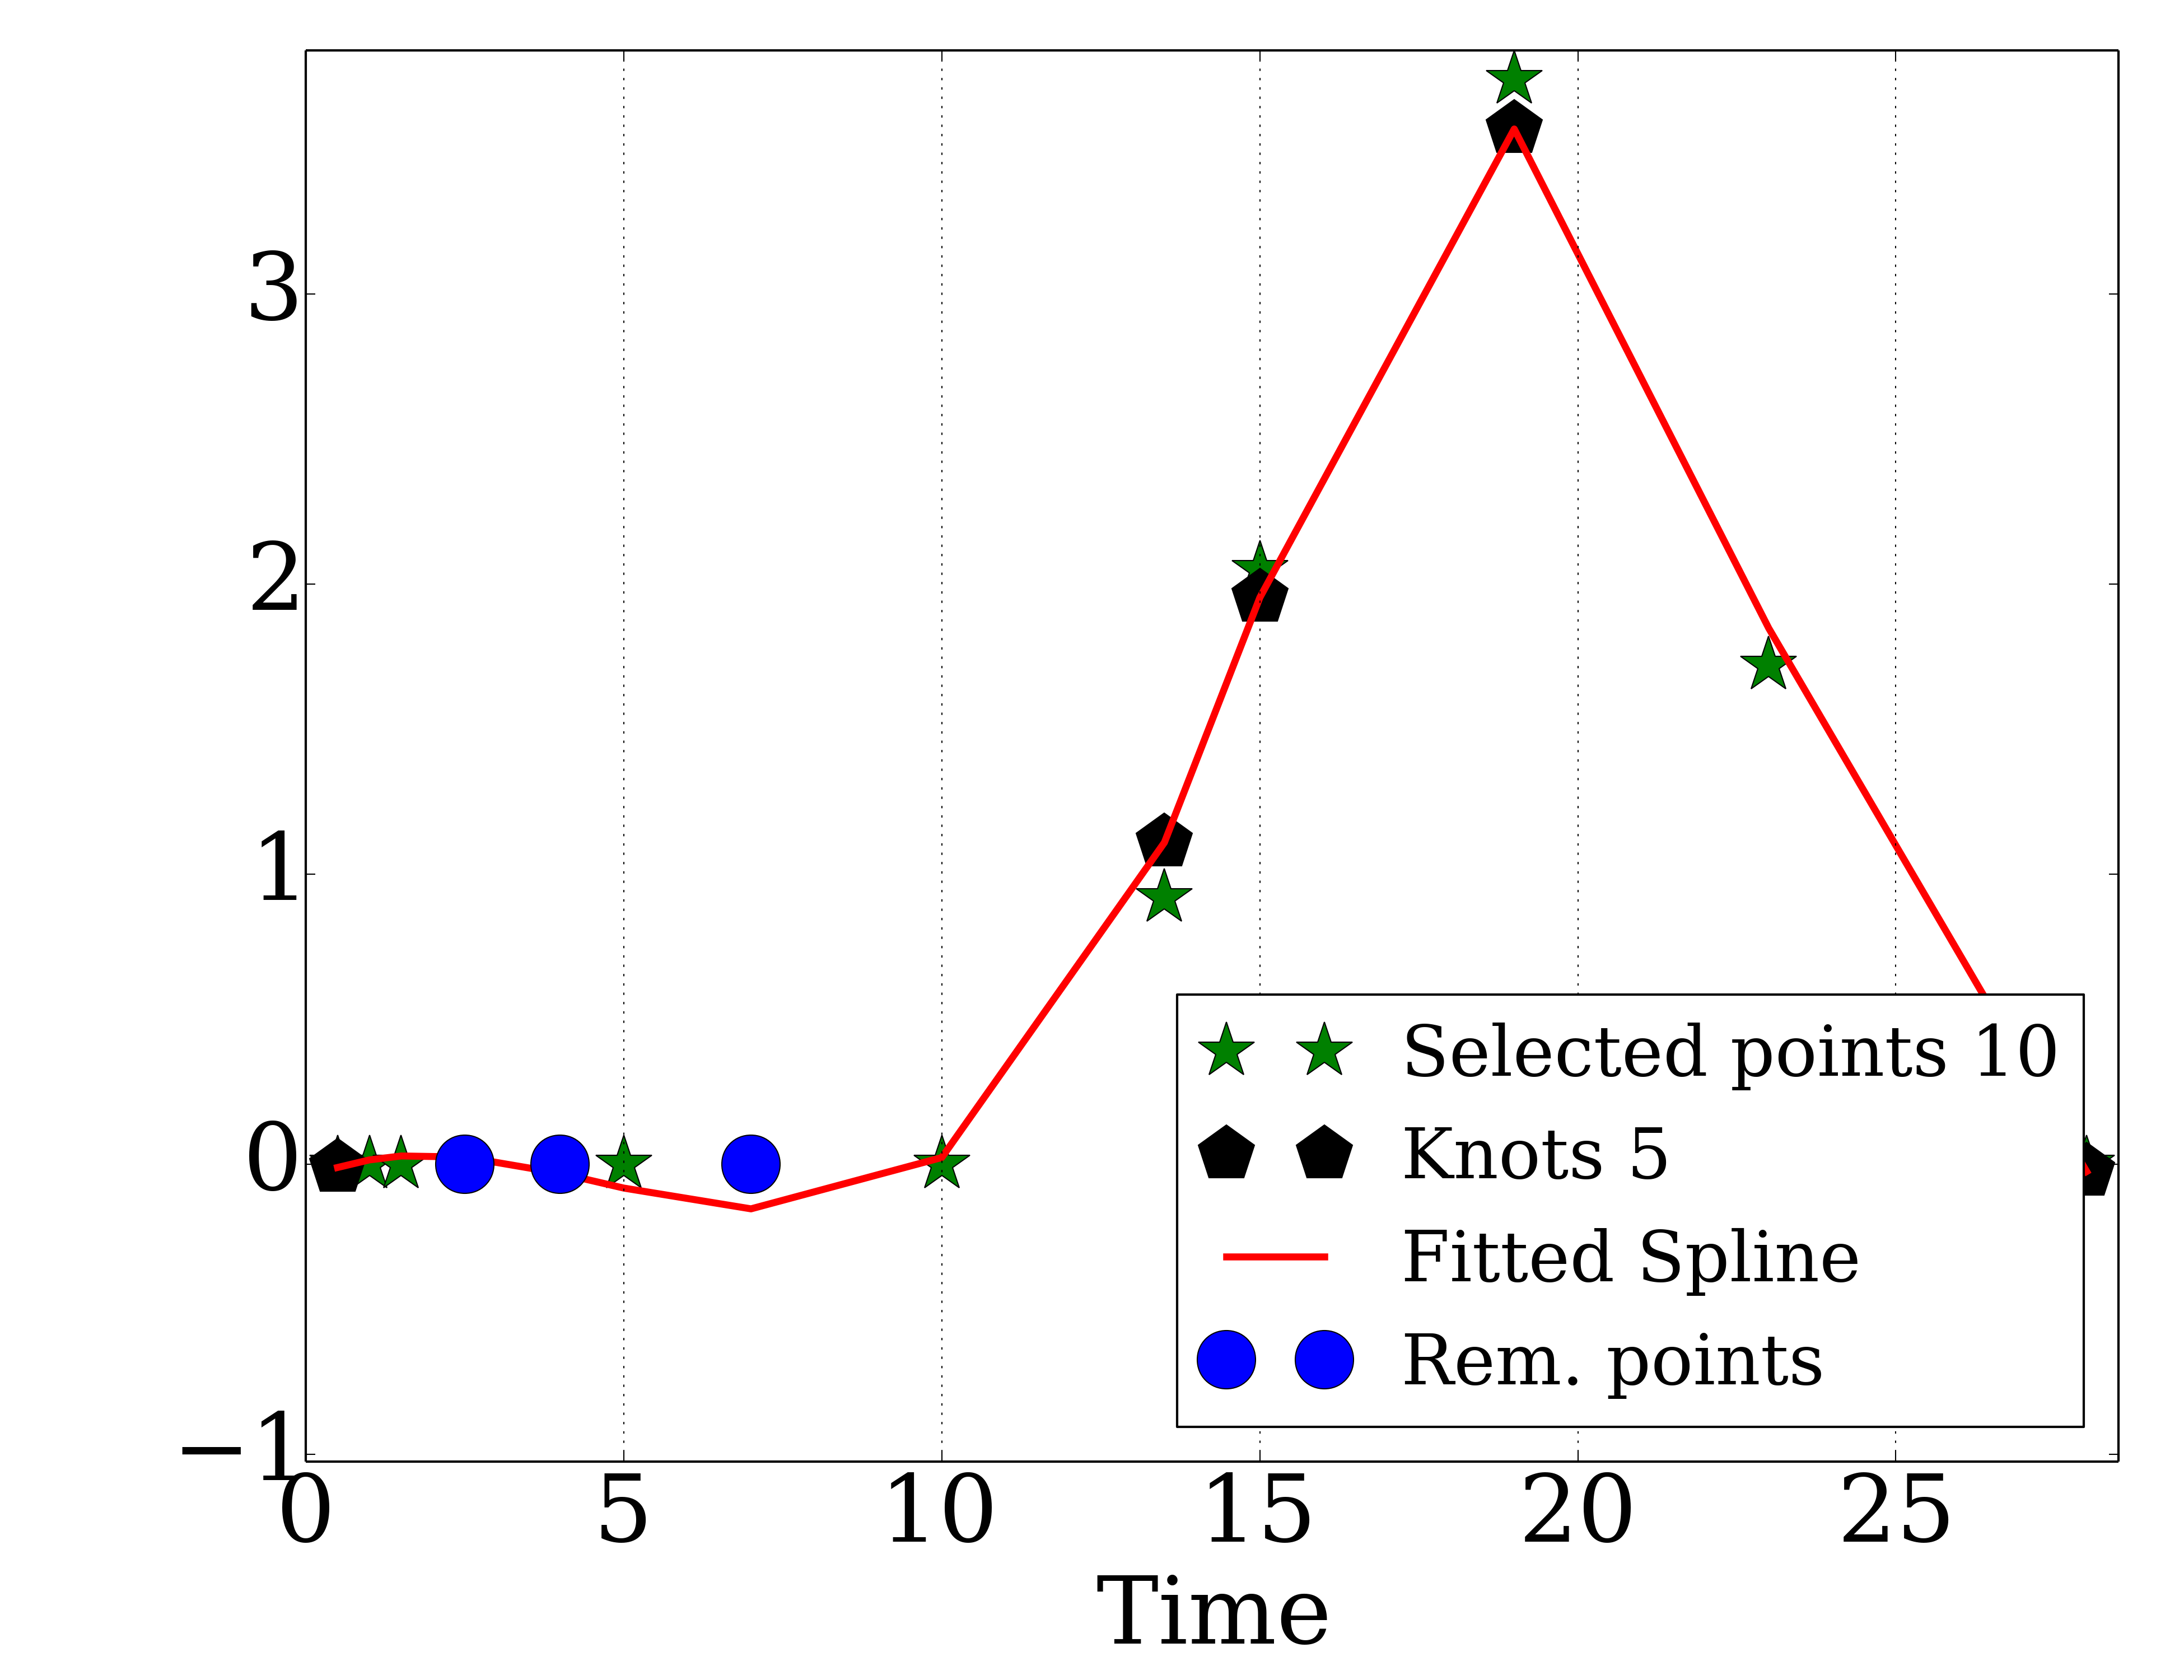 3
2
1
0
−1
0 5 10 15 20 25
Time
Selected points 10
Knots 5
Fitted Spline
Rem. points